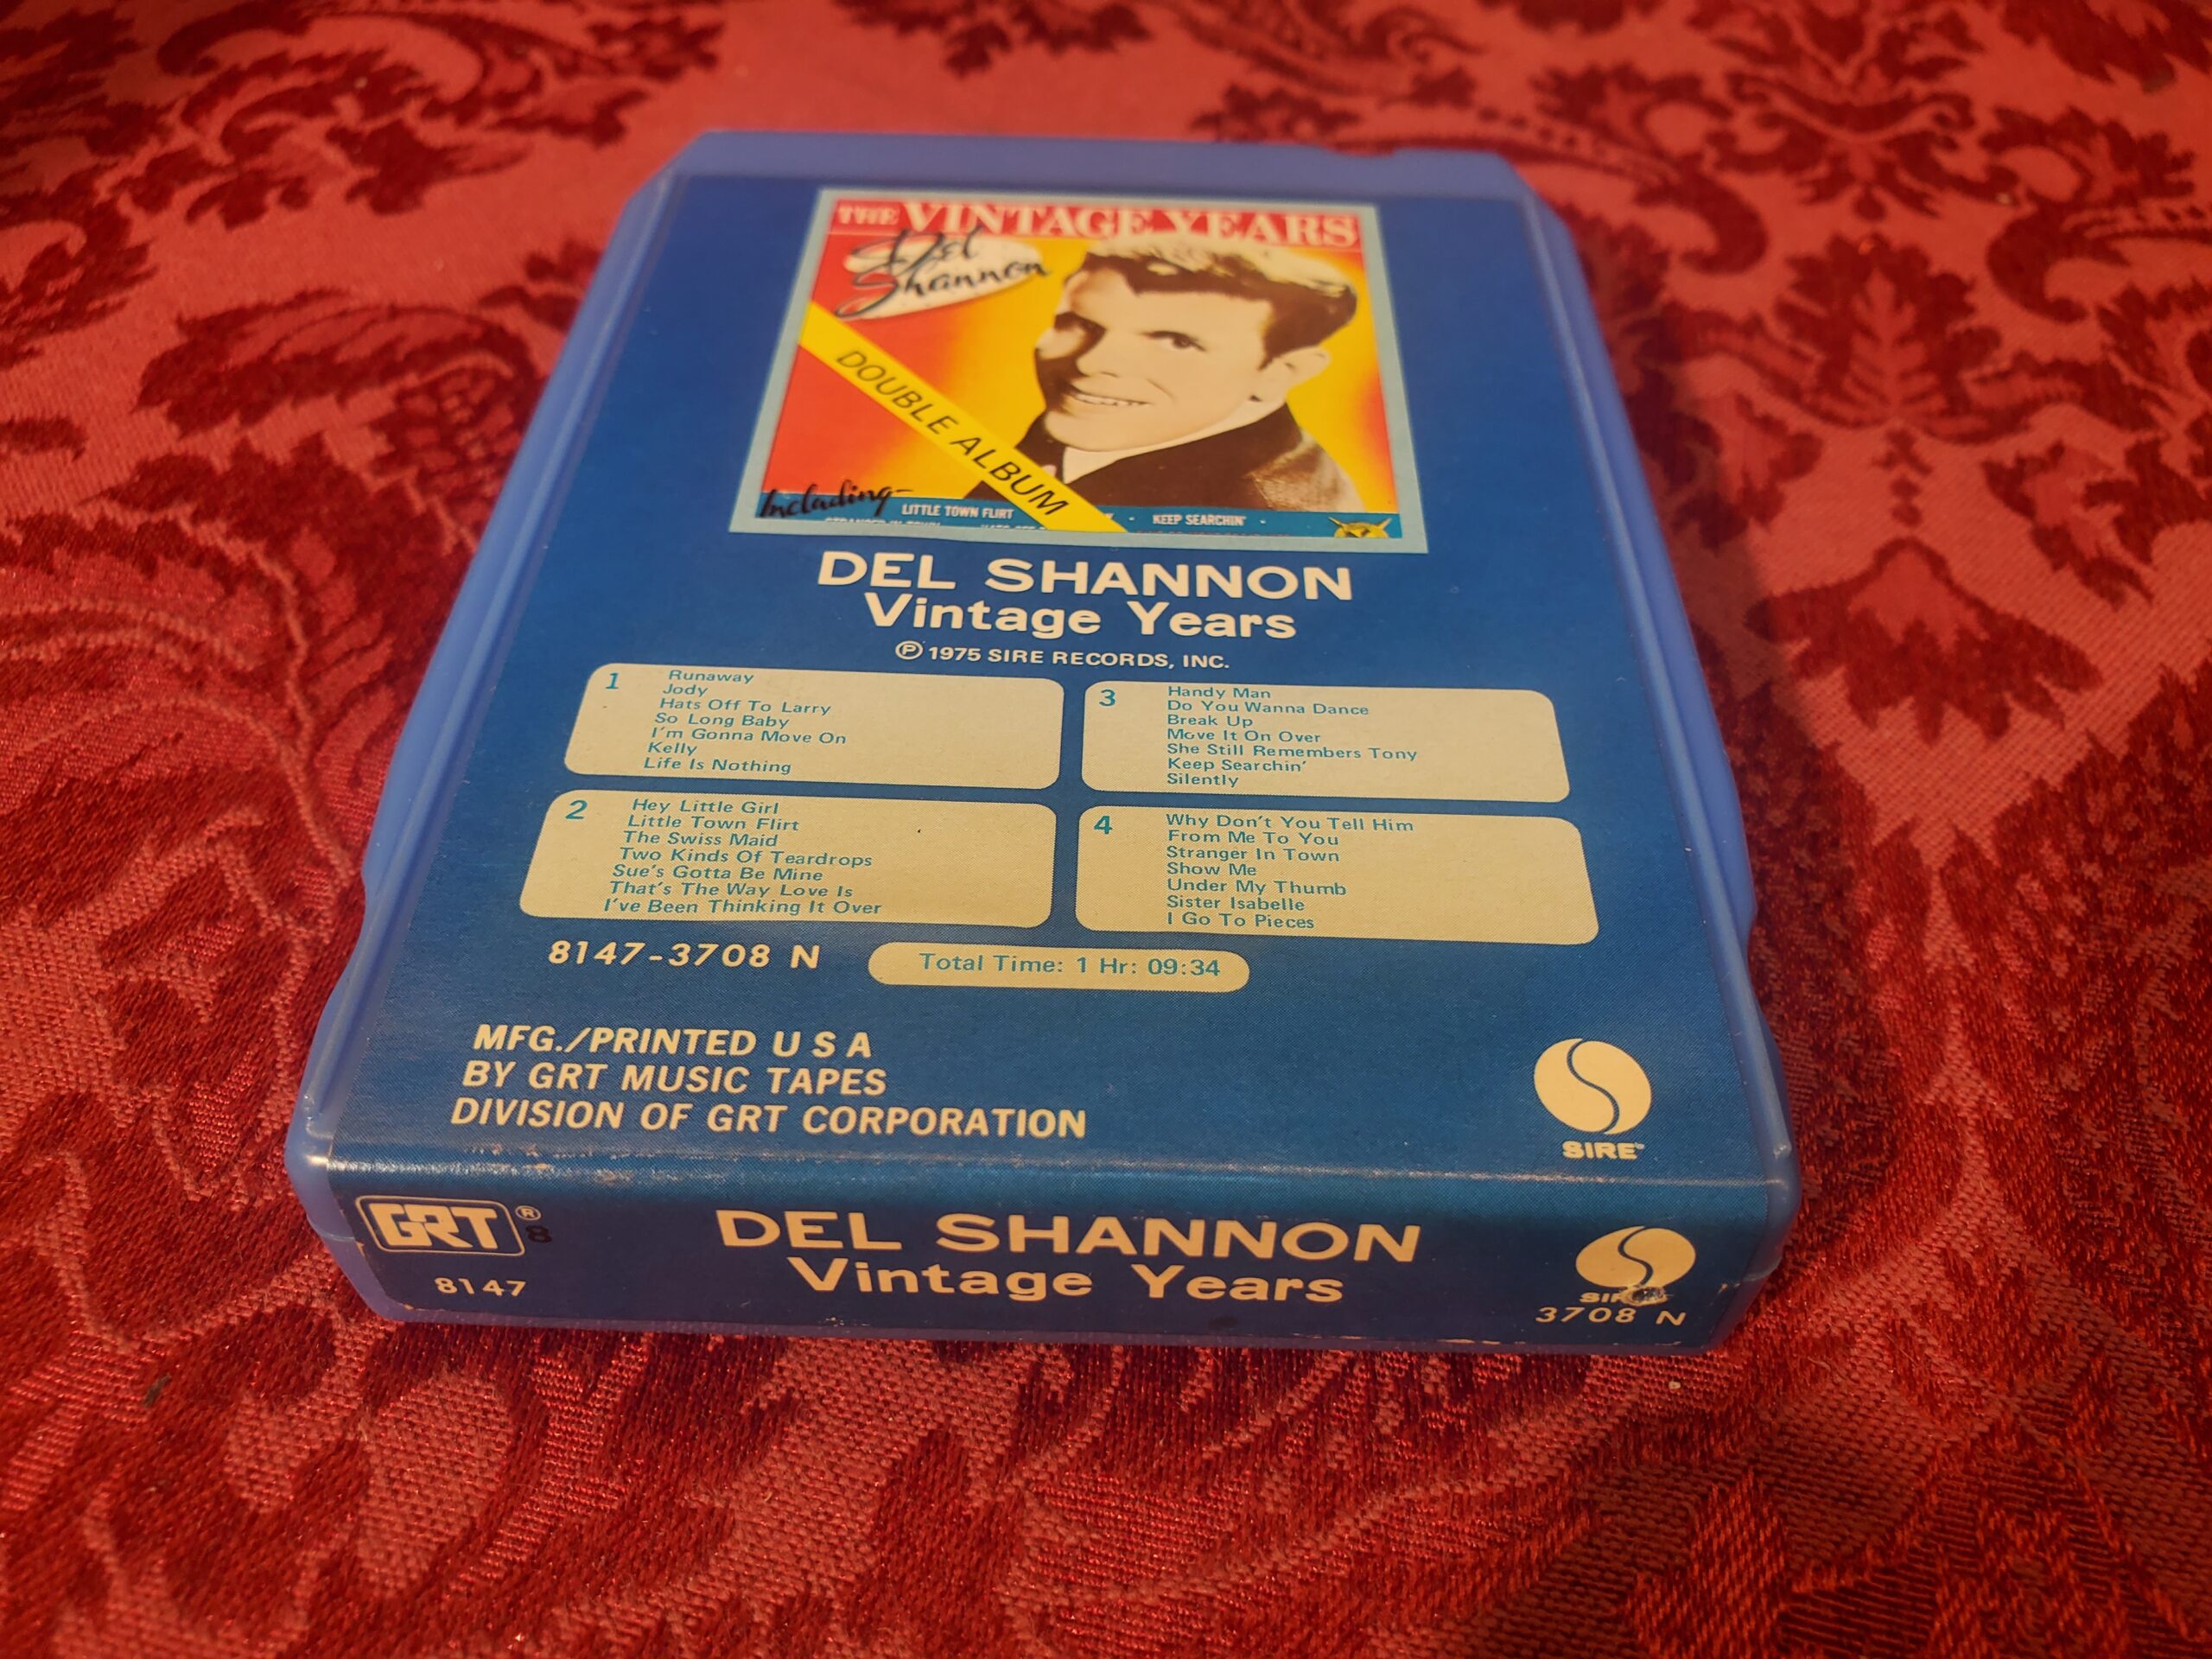 THE VINTAGE YEARS
Del
Shannon
DOUBLE ALBUM
Including-
LITTLE TOWN FLIRT
KEEP SEARCHIN'
DEL SHANNON
Vintage Years
Ⓟ 1975 SIRE RECORDS, INC.
1
Runaway
Jody
Hats Off To Larry
So Long Baby
I'm Gonna Move On
Kelly
Life Is Nothing
2
Hey Little Girl
Little Town Flirt
The Swiss Maid
Two Kinds Of Teardrops
Sue's Gotta Be Mine
That's The Way Love Is
I've Been Thinking It Over
3
Handy Man
Do You Wanna Dance
Break Up
Move It On Over
She Still Remembers Tony
Keep Searchin'
Silently
4
Why Don't You Tell Him
From Me To You
Stranger In Town
Show Me
Under My Thumb
Sister Isabelle
I Go To Pieces
8147-3708 N
Total Time: 1 Hr: 09:34
MFG./PRINTED U S A
BY GRT MUSIC TAPES
DIVISION OF GRT CORPORATION
SIRE
GRT® 8
8147
DEL SHANNON
Vintage Years
3708 N